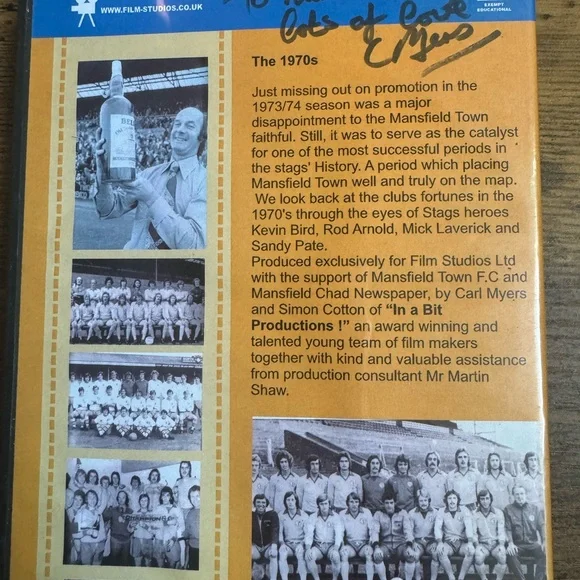 To
Lots of Love
C Myers
WWW.FILM-STUDIOS.CO.UK
EXEMPT
EDUCATIONAL
The 1970s
Just missing out on promotion in the
1973/74 season was a major
disappointment to the Mansfield Town
faithful. Still, it was to serve as the catalyst
for one of the most successful periods in
the stags' History. A period which placing
Mansfield Town well and truly on the map.
We look back at the clubs fortunes in the
1970's through the eyes of Stags heroes
Kevin Bird, Rod Arnold, Mick Laverick and
Sandy Pate.
Produced exclusively for Film Studios Ltd
with the support of Mansfield Town F.C and
Mansfield Chad Newspaper, by Carl Myers
and Simon Cotton of “In a Bit
Productions !” an award winning and
talented young team of film makers
together with kind and valuable assistance
from production consultant Mr Martin
Shaw.
BELL'S